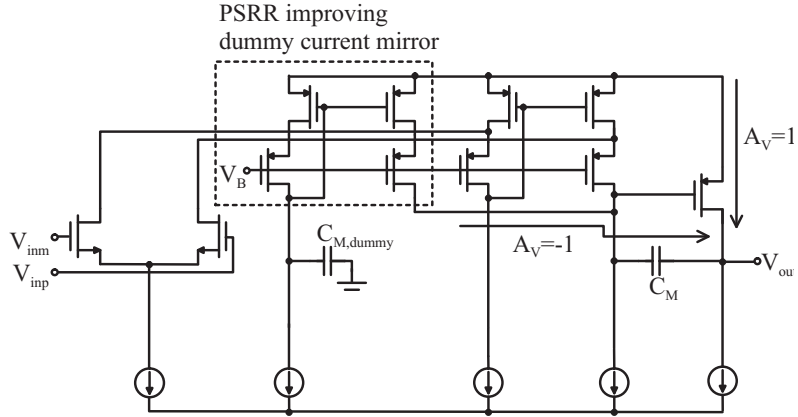 PSRR improving
dummy current mirror
A_V=1
V_B
V_inm
V_inp
C_M,dummy
A_V=-1
C_M
V_out